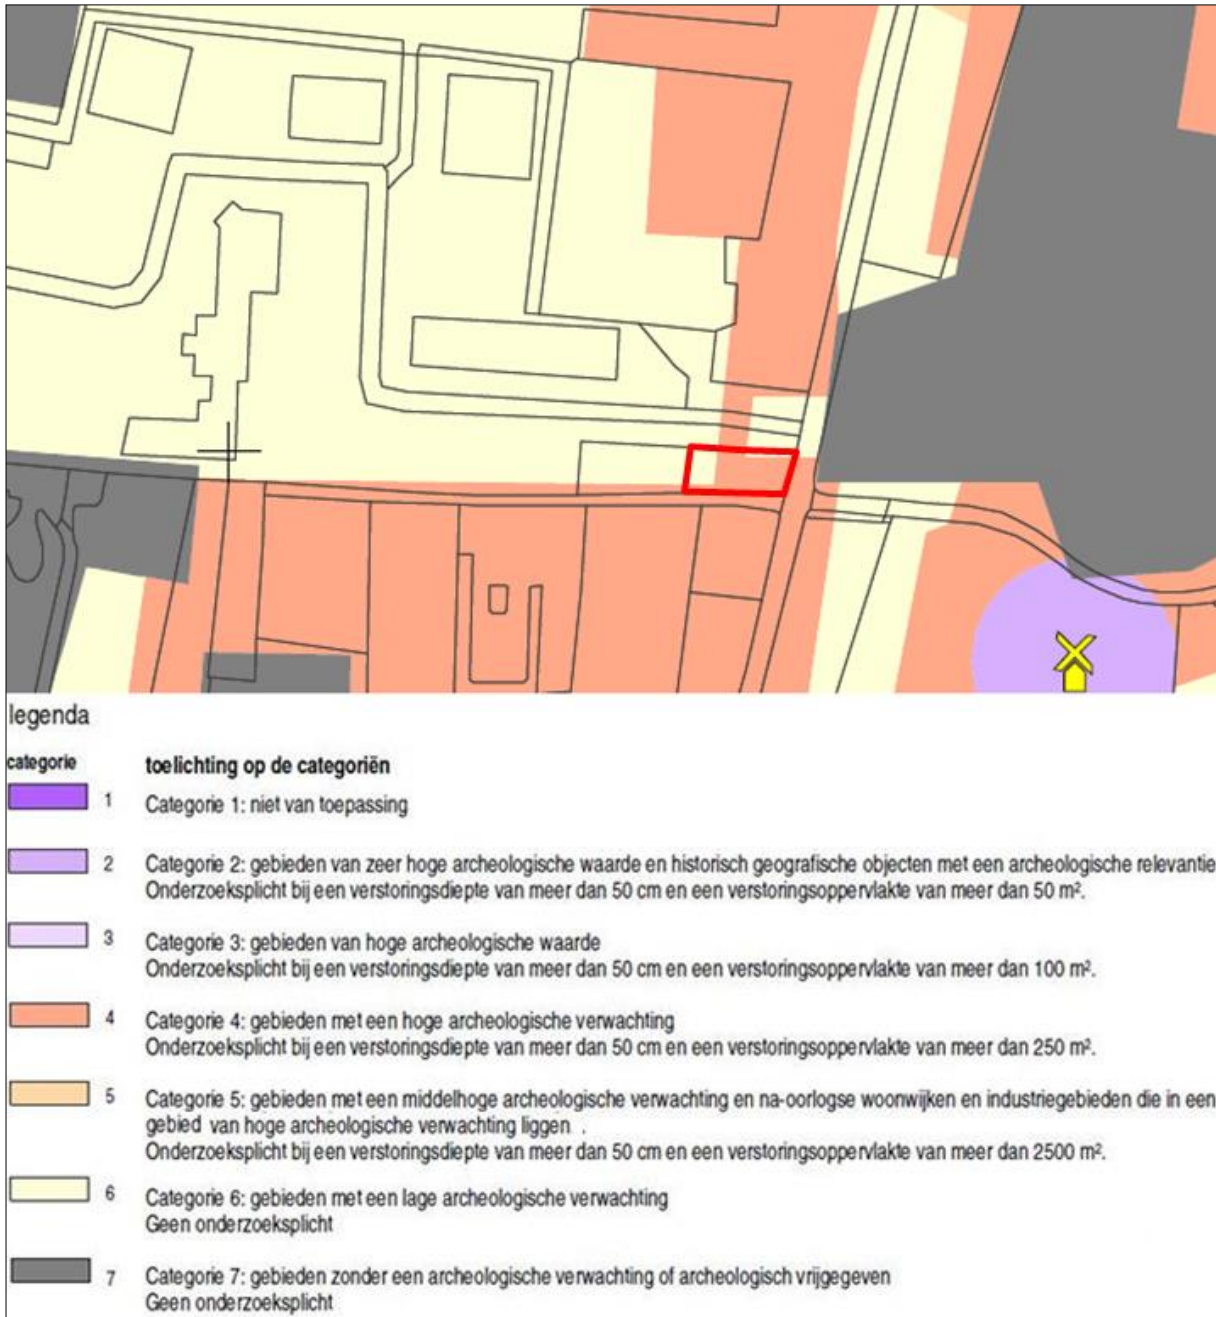 legenda
categorie toelichting op de categoriën
1 Categorie 1: niet van toepassing
2 Categorie 2: gebieden van zeer hoge archeologische waarde en historisch geografische objecten met een archeologische relevantie
Onderzoeksplicht bij een verstoringsdiepte van meer dan 50 cm en een verstoringsoppervlakte van meer dan 50 m².
3 Categorie 3: gebieden van hoge archeologische waarde
Onderzoeksplicht bij een verstoringsdiepte van meer dan 50 cm en een verstoringsoppervlakte van meer dan 100 m².
4 Categorie 4: gebieden met een hoge archeologische verwachting
Onderzoeksplicht bij een verstoringsdiepte van meer dan 50 cm en een verstoringsoppervlakte van meer dan 250 m².
5 Categorie 5: gebieden met een middelhoge archeologische verwachting en na-oorlogse woonwijken en industriegebieden die in een
gebied van hoge archeologische verwachting liggen .
Onderzoeksplicht bij een verstoringsdiepte van meer dan 50 cm en een verstoringsoppervlakte van meer dan 2500 m².
6 Categorie 6: gebieden met een lage archeologische verwachting
Geen onderzoeksplicht
7 Categorie 7: gebieden zonder een archeologische verwachting of archeologisch vrijgegeven
Geen onderzoeksplicht